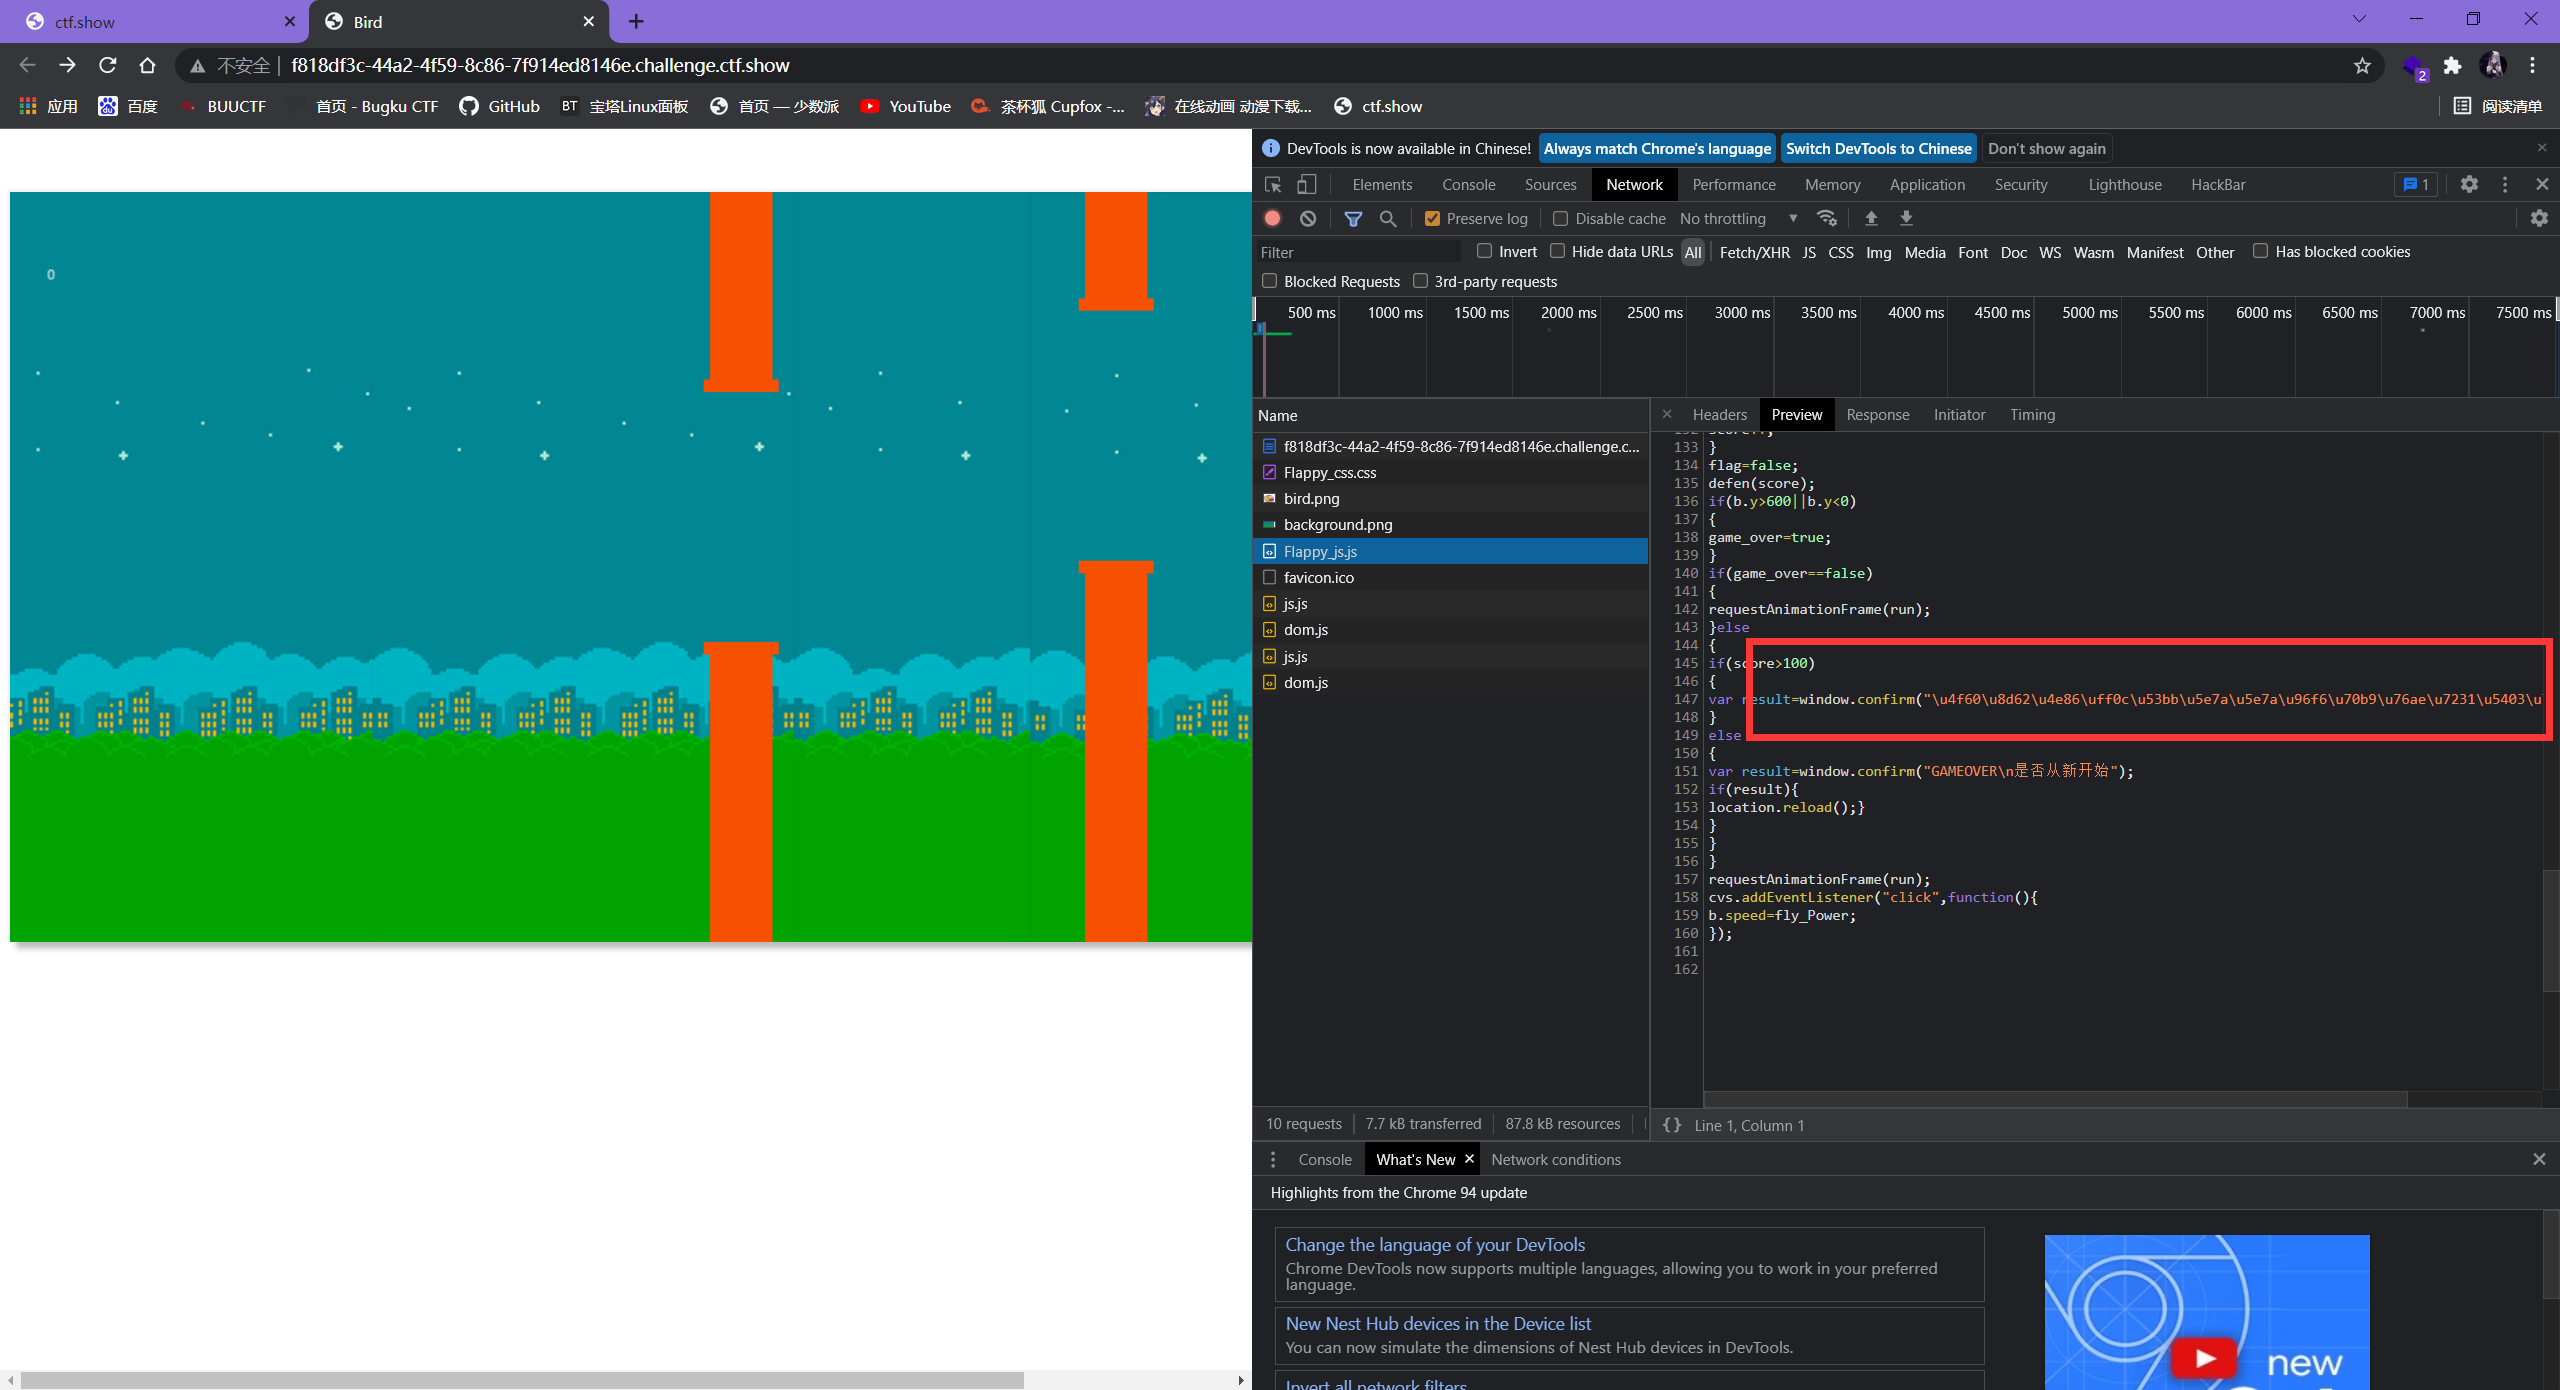 ctf.show
Bird
不安全 f818df3c-44a2-4f59-8c86-7f914ed8146e.challenge.ctf.show
2
应用 百度 BUUCTF 首页 - Bugku CTF GitHub BT 宝塔Linux面板 首页 — 少数派 YouTube 茶杯狐 Cupfox -... 在线动画 动漫下载... ctf.show 阅读清单
0
DevTools is now available in Chinese! Always match Chrome's language Switch DevTools to Chinese Don't show again
Elements Console Sources Network Performance Memory Application Security Lighthouse HackBar 1
Preserve log Disable cache No throttling
Filter Invert Hide data URLs All Fetch/XHR JS CSS Img Media Font Doc WS Wasm Manifest Other Has blocked cookies
Blocked Requests 3rd-party requests
500 ms 1000 ms 1500 ms 2000 ms 2500 ms 3000 ms 3500 ms 4000 ms 4500 ms 5000 ms 5500 ms 6000 ms 6500 ms 7000 ms 7500 ms
Name
f818df3c-44a2-4f59-8c86-7f914ed8146e.challenge.c...
Flappy_css.css
bird.png
background.png
Flappy_js.js
favicon.ico
js.js
dom.js
js.js
dom.js
10 requests 7.7 kB transferred 87.8 kB resources
Headers Preview Response Initiator Timing
133 }
134 flag=false;
135 defen(score);
136 if(b.y>600||b.y<0)
137 {
138 game_over=true;
139 }
140 if(game_over==false)
141 {
142 requestAnimationFrame(run);
143 }else
144 {
145 if(score>100)
146 {
147 var result=window.confirm("\u4f60\u8d62\u4e86\uff0c\u53bb\u5e7a\u5e7a\u96f6\u70b9\u76ae\u7231\u5403\u
148 }
149 else
150 {
151 var result=window.confirm("GAMEOVER\n是否从新开始");
152 if(result){
153 location.reload();}
154 }
155 }
156 }
157 requestAnimationFrame(run);
158 cvs.addEventListener("click",function(){
159 b.speed=fly_Power;
160 });
161
162
{} Line 1, Column 1
Console What's New Network conditions
Highlights from the Chrome 94 update
Change the language of your DevTools
Chrome DevTools now supports multiple languages, allowing you to work in your preferred
language.
New Nest Hub devices in the Device list
You can now simulate the dimensions of Nest Hub devices in DevTools.
Invert all network filters
new